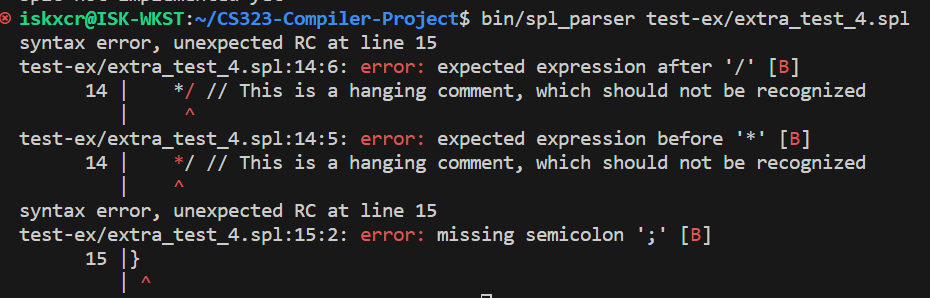 iskxcr@ISK-WKST:~/CS323-Compiler-Project$ bin/spl_parser test-ex/extra_test_4.spl
syntax error, unexpected RC at line 15
test-ex/extra_test_4.spl:14:6: error: expected expression after '/' [B]
14 | */ // This is a hanging comment, which should not be recognized
| ^
test-ex/extra_test_4.spl:14:5: error: expected expression before '*' [B]
14 | */ // This is a hanging comment, which should not be recognized
| ^
syntax error, unexpected RC at line 15
test-ex/extra_test_4.spl:15:2: error: missing semicolon ';' [B]
15 |}
| ^